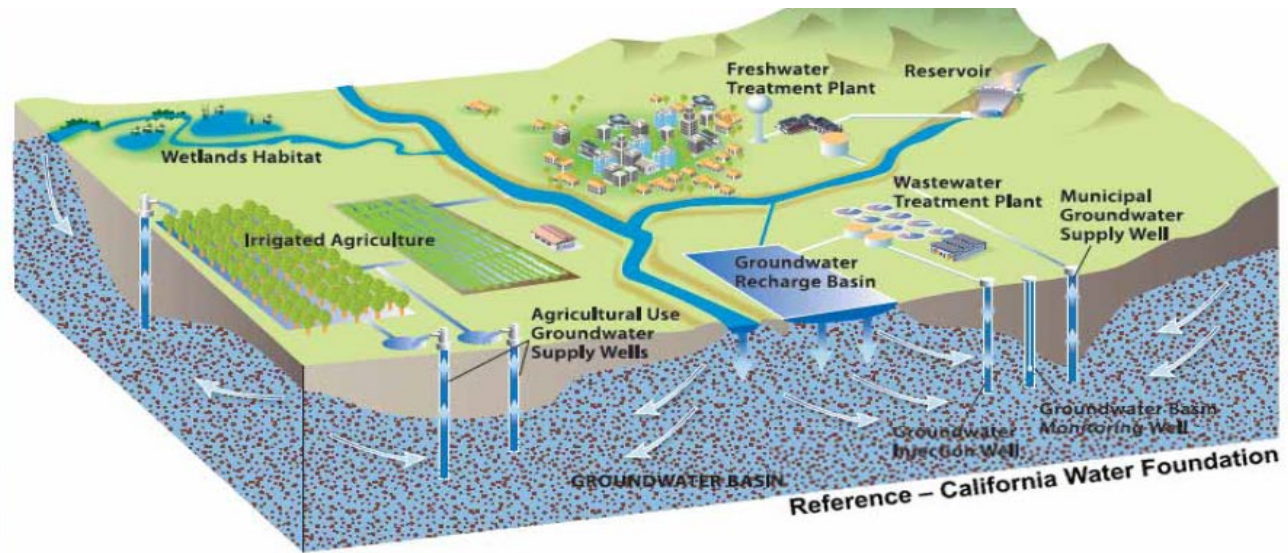 Freshwater
Treatment Plant
Reservoir
Wetlands Habitat
Wastewater
Treatment Plant
Municipal
Groundwater
Supply Well
Irrigated Agriculture
Groundwater
Recharge Basin
Agricultural Use
Groundwater
Supply Wells
Groundwater
Injection Well
Groundwater Basin
Monitoring Well
GROUNDWATER BASIN
Reference – California Water Foundation